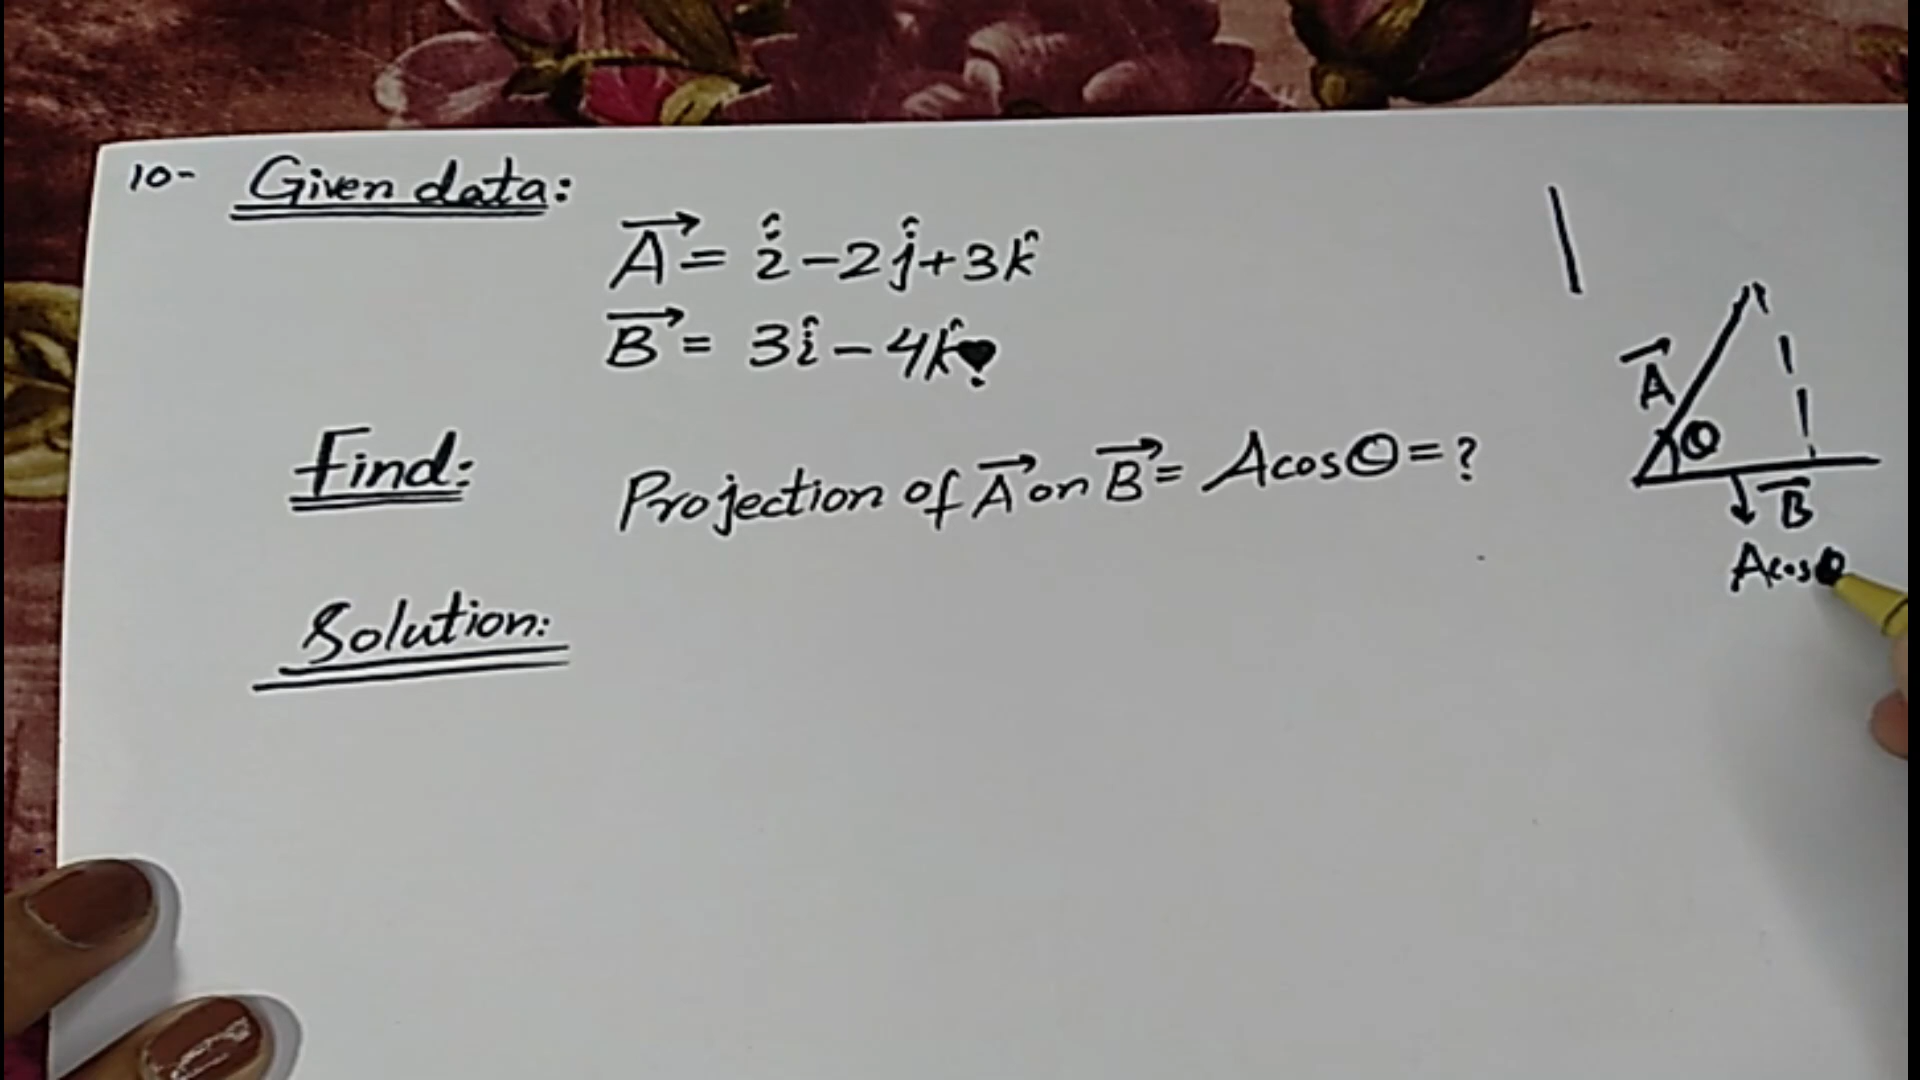 10- Given data:
A⃗ = î - 2ĵ + 3k̂
B⃗ = 3î - 4k̂
Find: Projection of A⃗ on B⃗ = Acosθ = ?
Solution:
A⃗
θ
B⃗
Acosθ